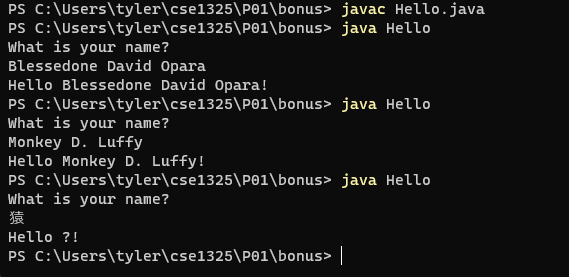 PS C:\Users\tyler\cse1325\P01\bonus> javac Hello.java
PS C:\Users\tyler\cse1325\P01\bonus> java Hello
What is your name?
Blessedone David Opara
Hello Blessedone David Opara!
PS C:\Users\tyler\cse1325\P01\bonus> java Hello
What is your name?
Monkey D. Luffy
Hello Monkey D. Luffy!
PS C:\Users\tyler\cse1325\P01\bonus> java Hello
What is your name?
猿
Hello ?!
PS C:\Users\tyler\cse1325\P01\bonus>